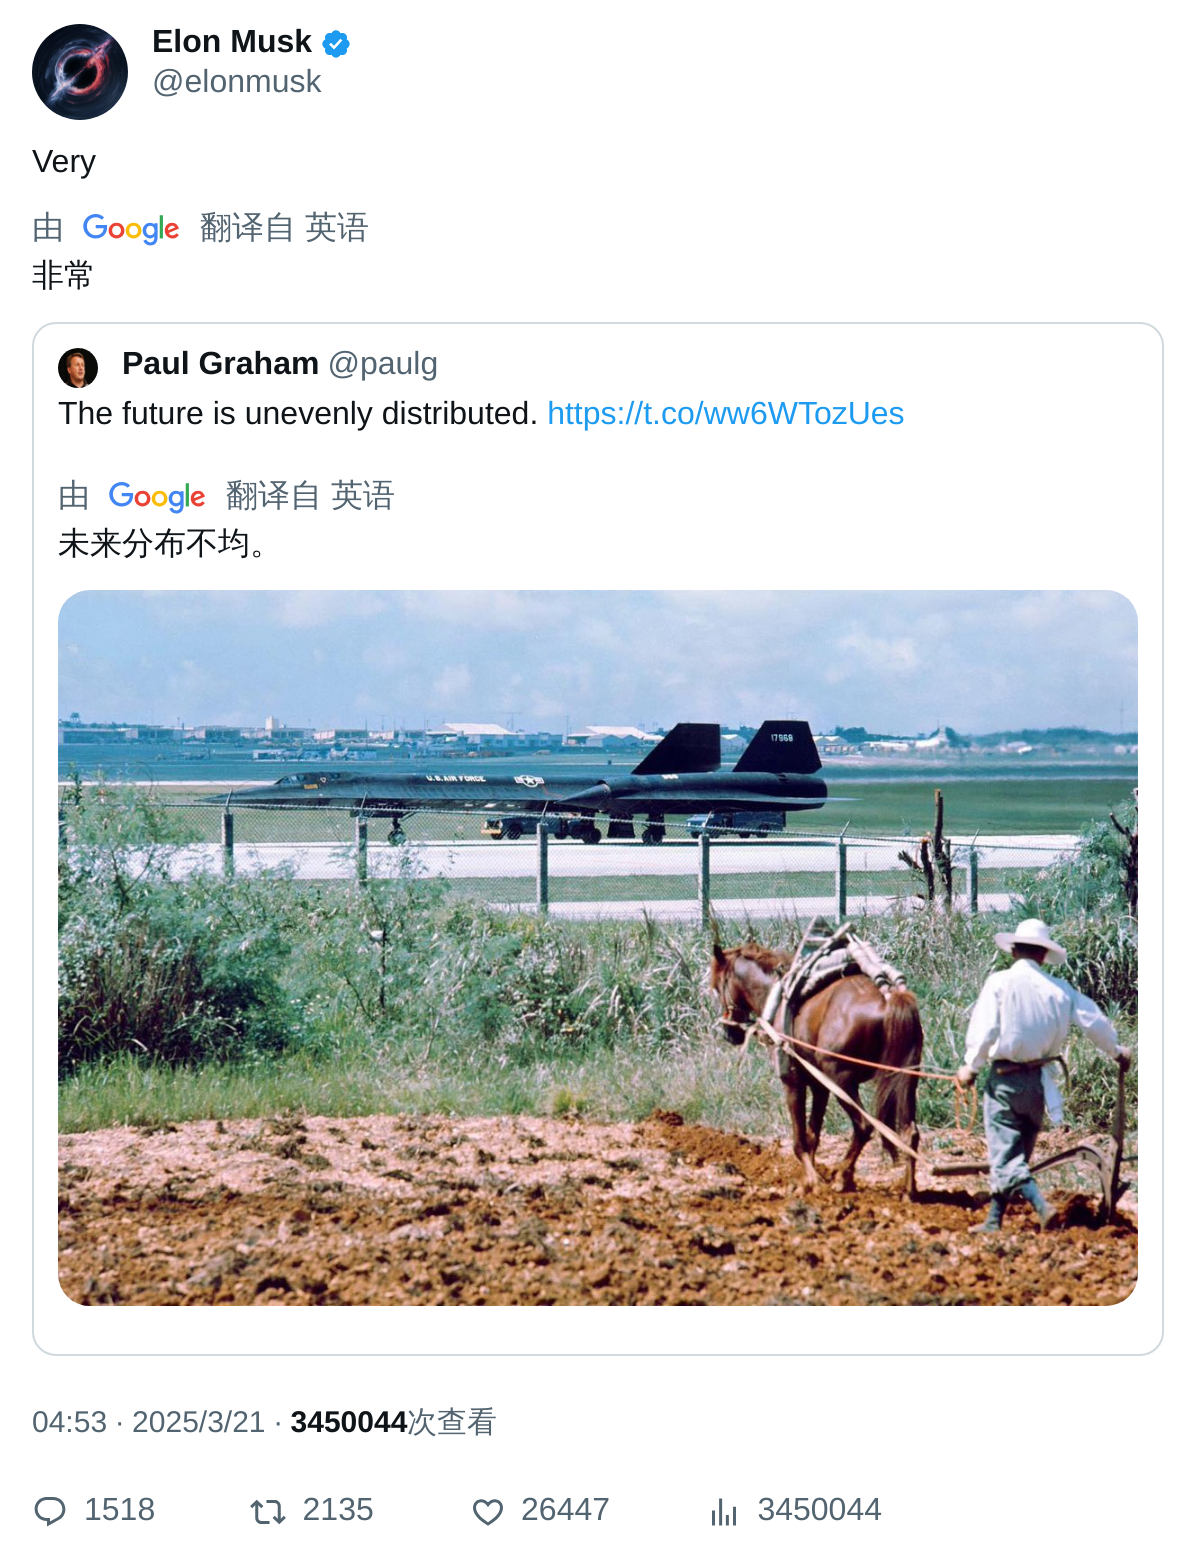 Elon Musk
@elonmusk
Very
由 Google 翻译自 英语
非常
Paul Graham @paulg
The future is unevenly distributed. https://t.co/ww6WTozUes
由 Google 翻译自 英语
未来分布不均。
17968
U.S. AIR FORCE
04:53 · 2025/3/21 · 3450044次查看
1518 2135 26447 3450044